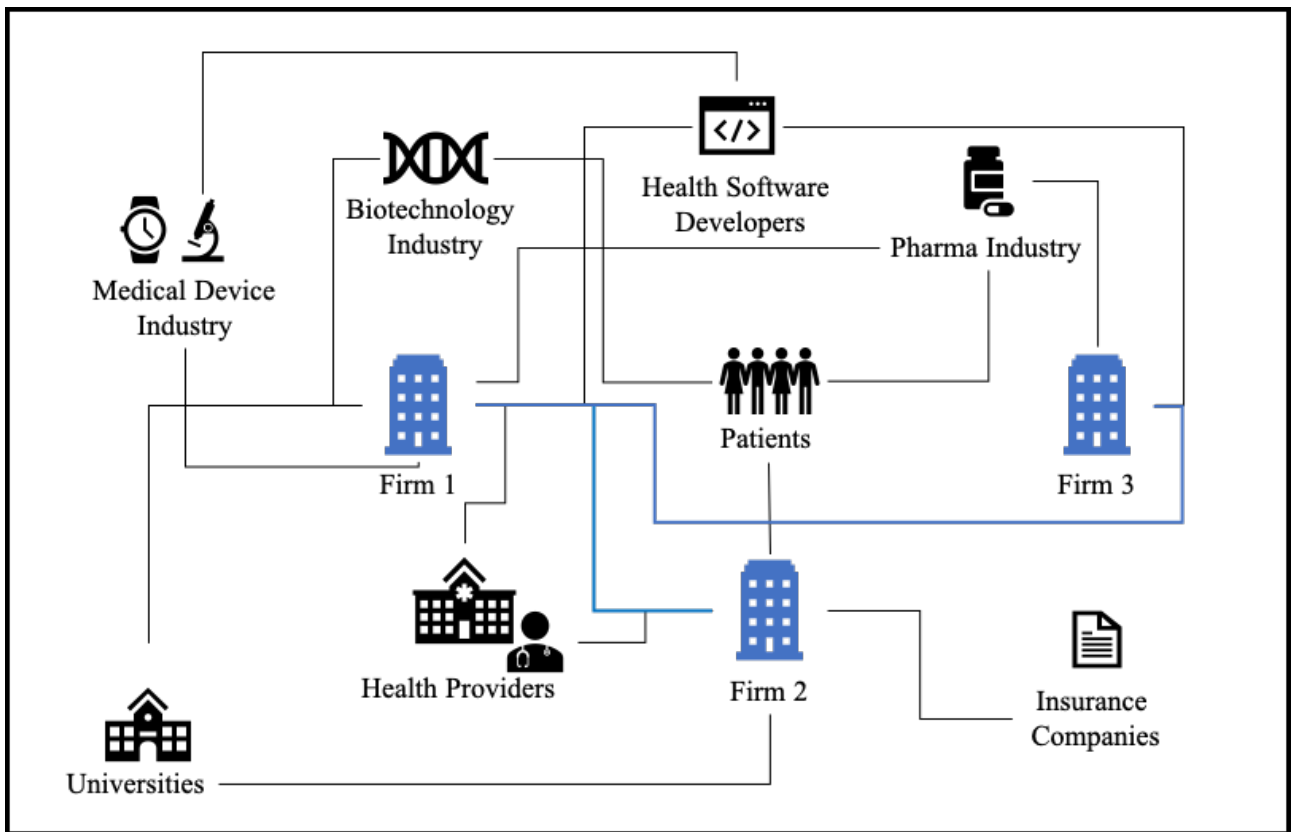 </>
Health Software
Developers
Biotechnology
Industry
Pharma Industry
Medical Device
Industry
Patients
Firm 1
Firm 3
Health Providers
Firm 2
Insurance
Companies
Universities